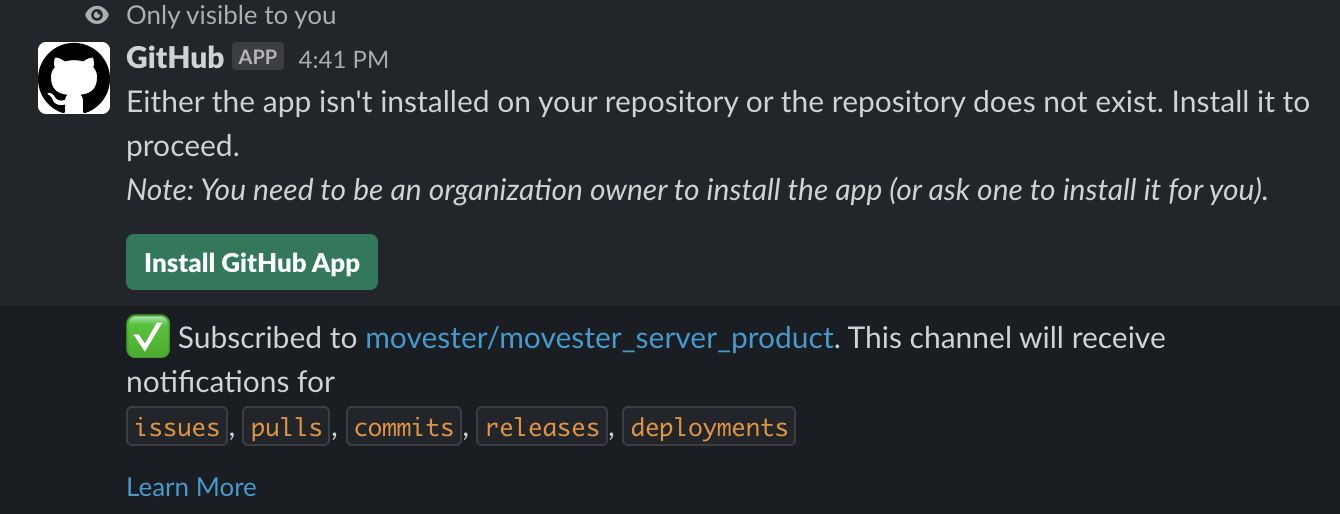 Only visible to you
GitHub APP 4:41 PM
Either the app isn't installed on your repository or the repository does not exist. Install it to
proceed.
Note: You need to be an organization owner to install the app (or ask one to install it for you).
Install GitHub App
✅ Subscribed to movester/movester_server_product. This channel will receive
notifications for
issues, pulls, commits, releases, deployments
Learn More